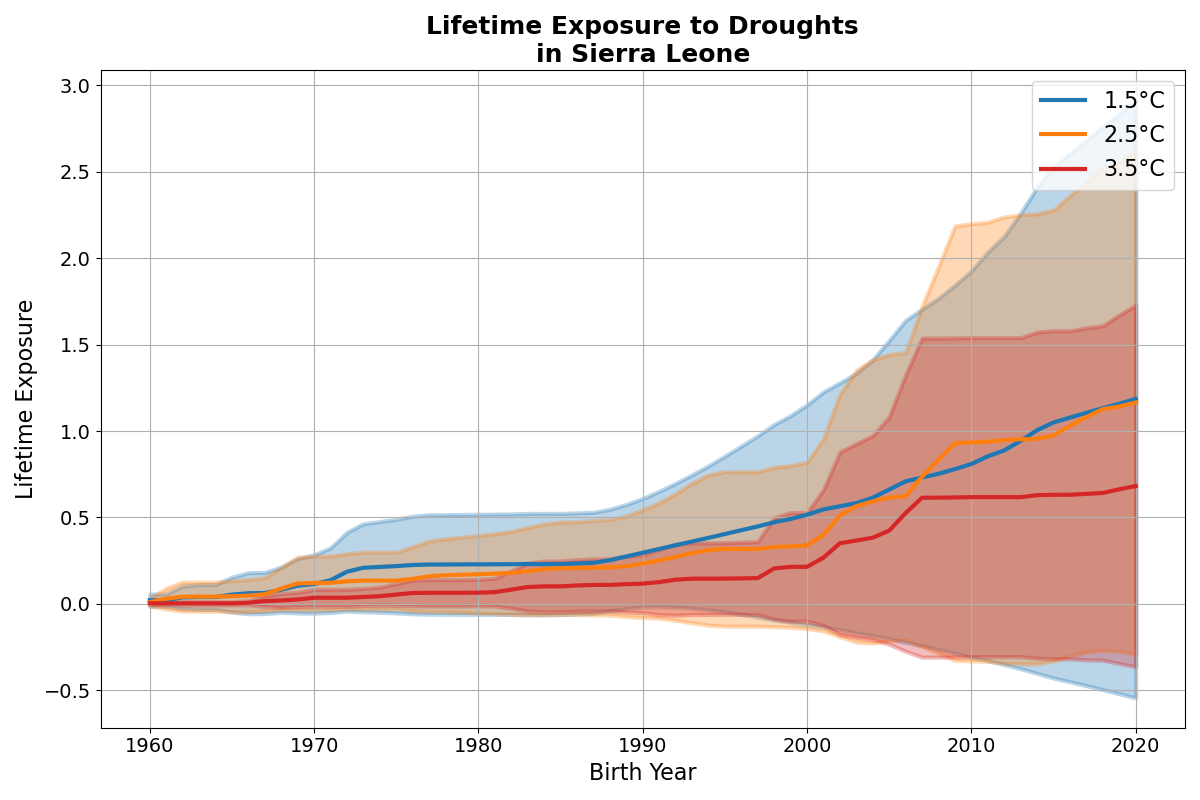 Lifetime Exposure to Droughts
in Sierra Leone
1.5°C
2.5°C
3.5°C
Lifetime Exposure
3.0
2.5
2.0
1.5
1.0
0.5
0.0
−0.5
1960 1970 1980 1990 2000 2010 2020
Birth Year